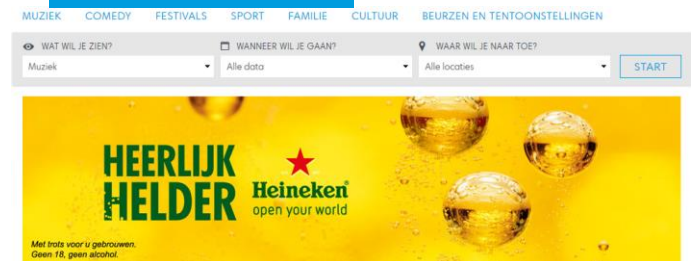 MUZIEK COMEDY FESTIVALS SPORT FAMILIE CULTUUR BEURZEN EN TENTOONSTELLINGEN
WAT WIL JE ZIEN? WANNEER WIL JE GAAN? WAAR WIL JE NAAR TOE?
Muziek Alle data Alle locaties START
HEERLIJK
HELDER
Heineken
open your world
Met trots voor u gebrouwen.
Geen 18, geen alcohol.